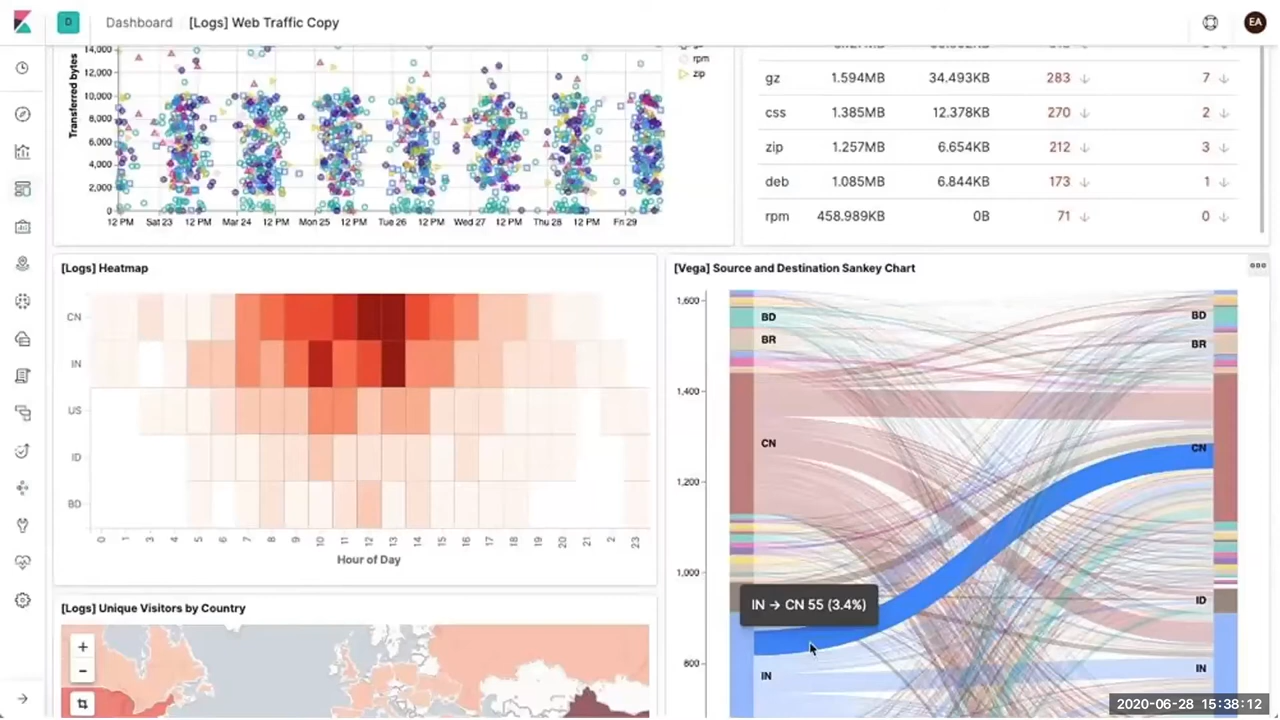 D Dashboard [Logs] Web Traffic Copy EA
Transferred bytes
14,000
12,000
10,000
8,000
6,000
4,000
2,000
0
12 PM Sat 23 12 PM Mar 24 12 PM Mon 25 12 PM Tue 26 12 PM Wed 27 12 PM Thu 28 12 PM Fri 29
rpm
zip
gz 1.594MB 34.493KB 283 ↓ 7 ↓
css 1.385MB 12.378KB 270 ↓ 2 ↓
zip 1.257MB 6.654KB 212 ↓ 3 ↓
deb 1.085MB 6.844KB 173 ↓ 1 ↓
rpm 458.989KB 0B 71 ↓ 0 ↓
[Logs] Heatmap
CN
IN
US
ID
BD
0 1 3 4 5 6 7 8 9 10 11 12 13 14 15 16 17 18 19 20 21 2 23
Hour of Day
[Vega] Source and Destination Sankey Chart
1,600
1,400
1,200
1,000
800
BD BD
BR BR
CN CN
IN → CN 55 (3.4%)
ID
IN IN
[Logs] Unique Visitors by Country
+
−
2020-06-28 15:38:12